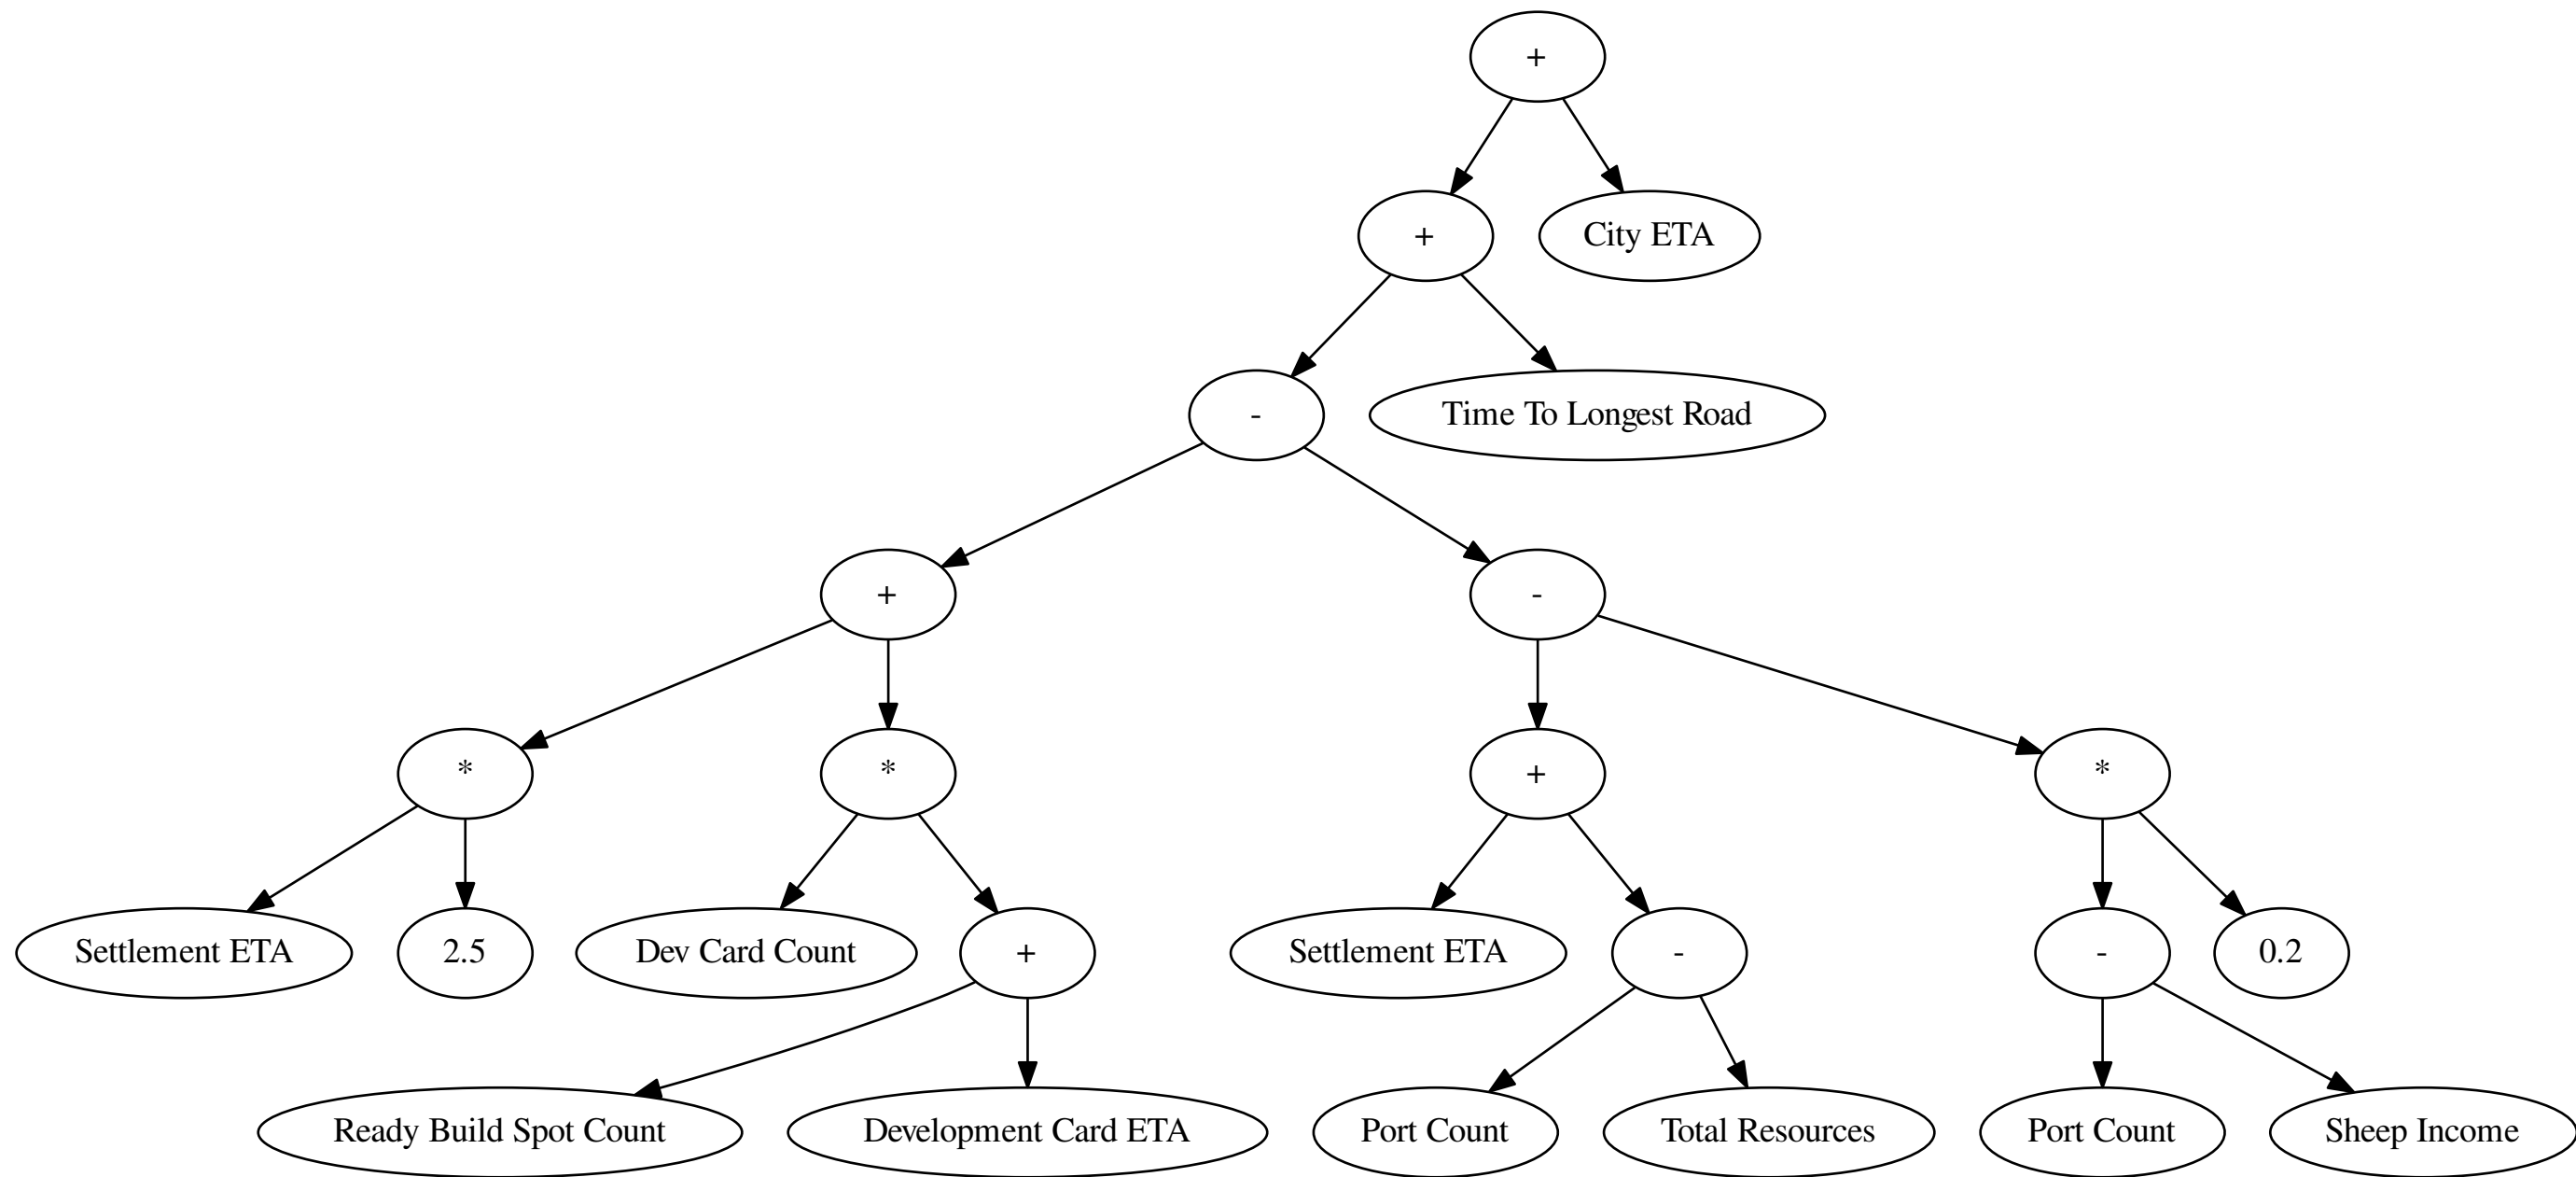 +
+
City ETA
-
Time To Longest Road
+
-
*
*
+
*
Settlement ETA
2.5
Dev Card Count
+
Settlement ETA
-
-
0.2
Ready Build Spot Count
Development Card ETA
Port Count
Total Resources
Port Count
Sheep Income